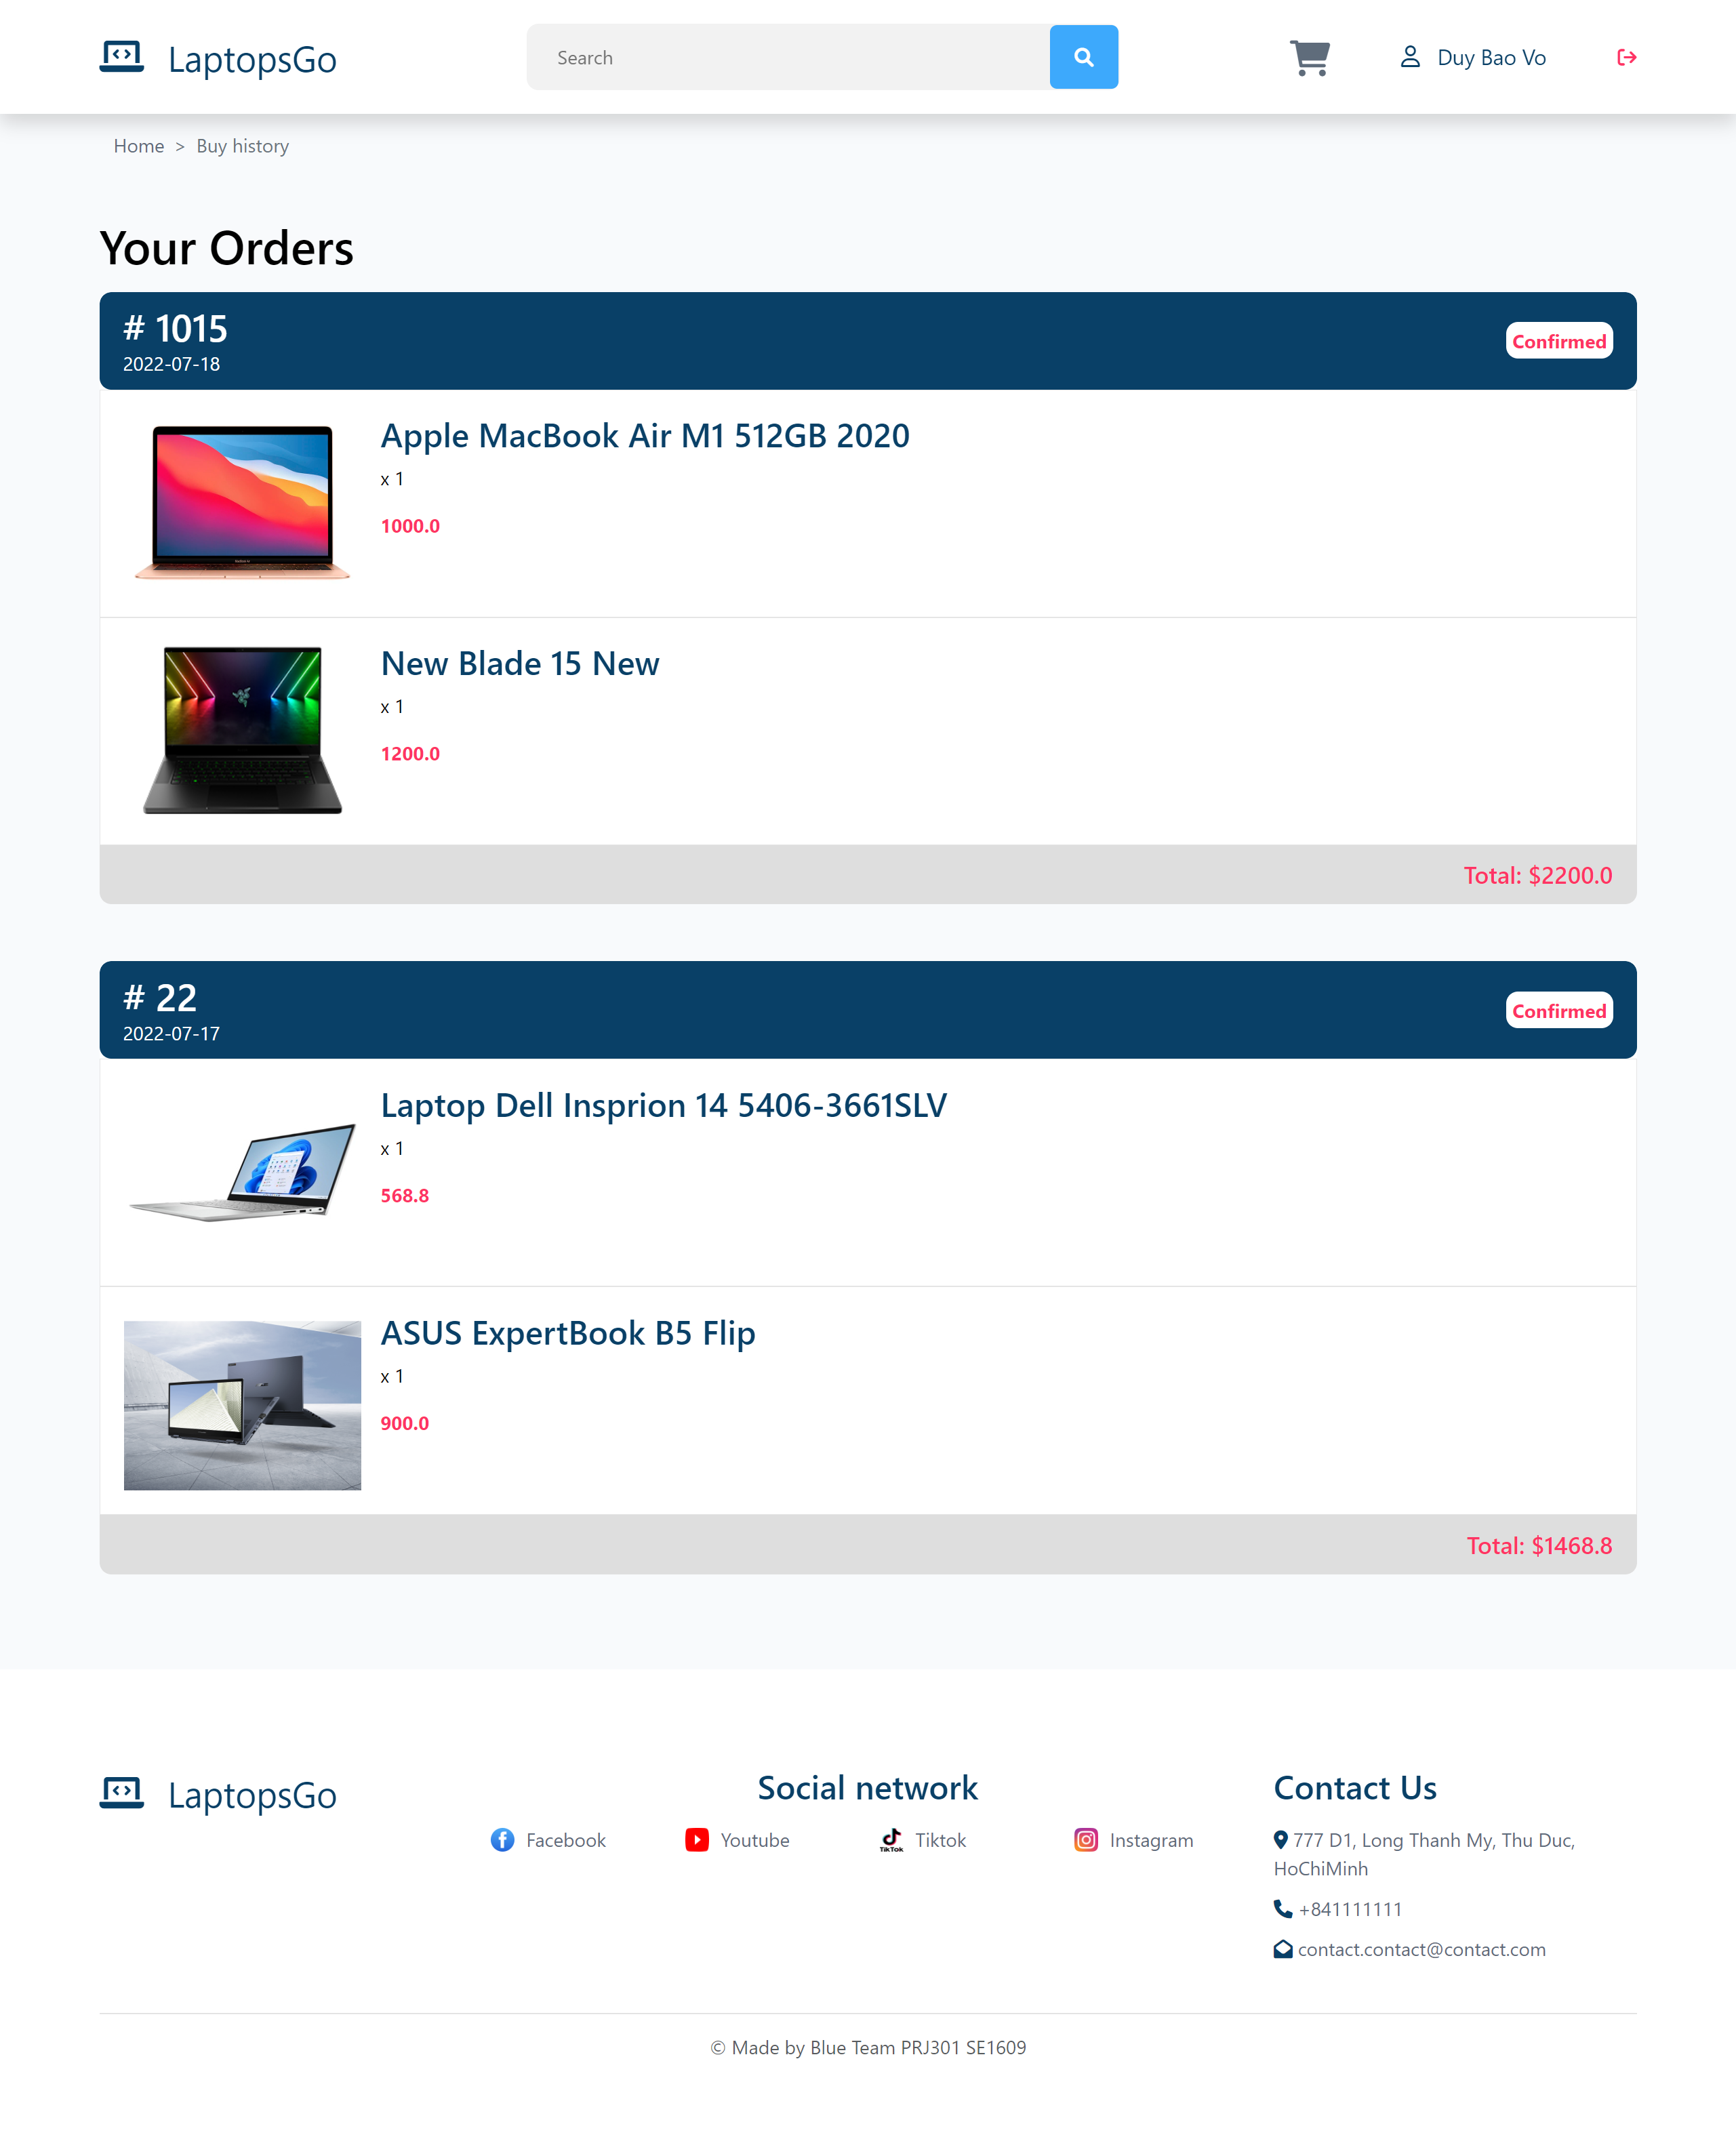 LaptopsGo
Search
Duy Bao Vo
Home > Buy history
Your Orders
# 1015
2022-07-18
Confirmed
Apple MacBook Air M1 512GB 2020
x 1
1000.0
New Blade 15 New
x 1
1200.0
Total: $2200.0
# 22
2022-07-17
Confirmed
Laptop Dell Insprion 14 5406-3661SLV
x 1
568.8
ASUS ExpertBook B5 Flip
x 1
900.0
Total: $1468.8
LaptopsGo
Social network
Facebook
Youtube
TikTok
Tiktok
Instagram
Contact Us
777 D1, Long Thanh My, Thu Duc,
HoChiMinh
+841111111
contact.contact@contact.com
© Made by Blue Team PRJ301 SE1609